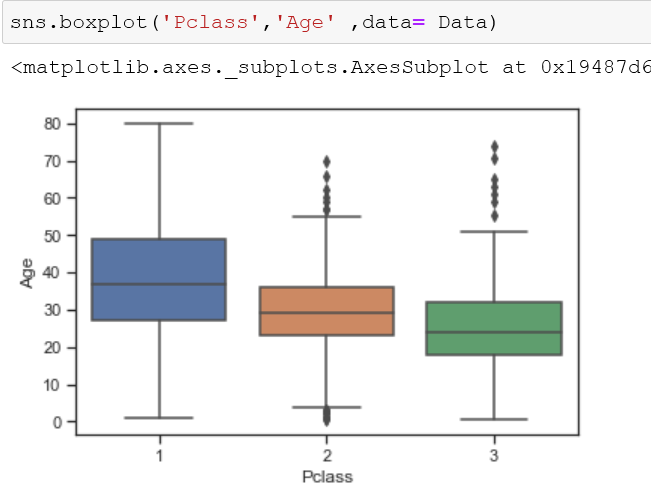 sns.boxplot('Pclass','Age' ,data= Data)
<matplotlib.axes._subplots.AxesSubplot at 0x19487d6
80
70
60
50
40
30
20
10
0
Age
1 2 3
Pclass